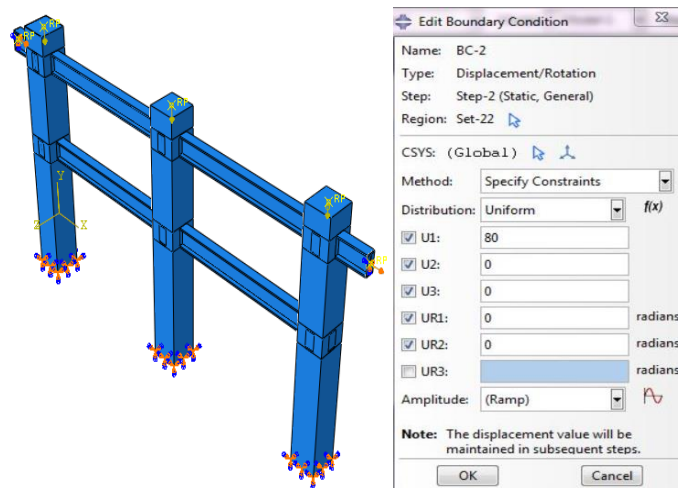 RP
RP
RP
RP
RP
Y
Z X
Edit Boundary Condition
Name: BC-2
Type: Displacement/Rotation
Step: Step-2 (Static, General)
Region: Set-22
CSYS: (Global)
Method: Specify Constraints
Distribution: Uniform f(x)
U1: 80
U2: 0
U3: 0
UR1: 0 radians
UR2: 0 radians
UR3: radians
Amplitude: (Ramp)
Note: The displacement value will be
maintained in subsequent steps.
OK Cancel